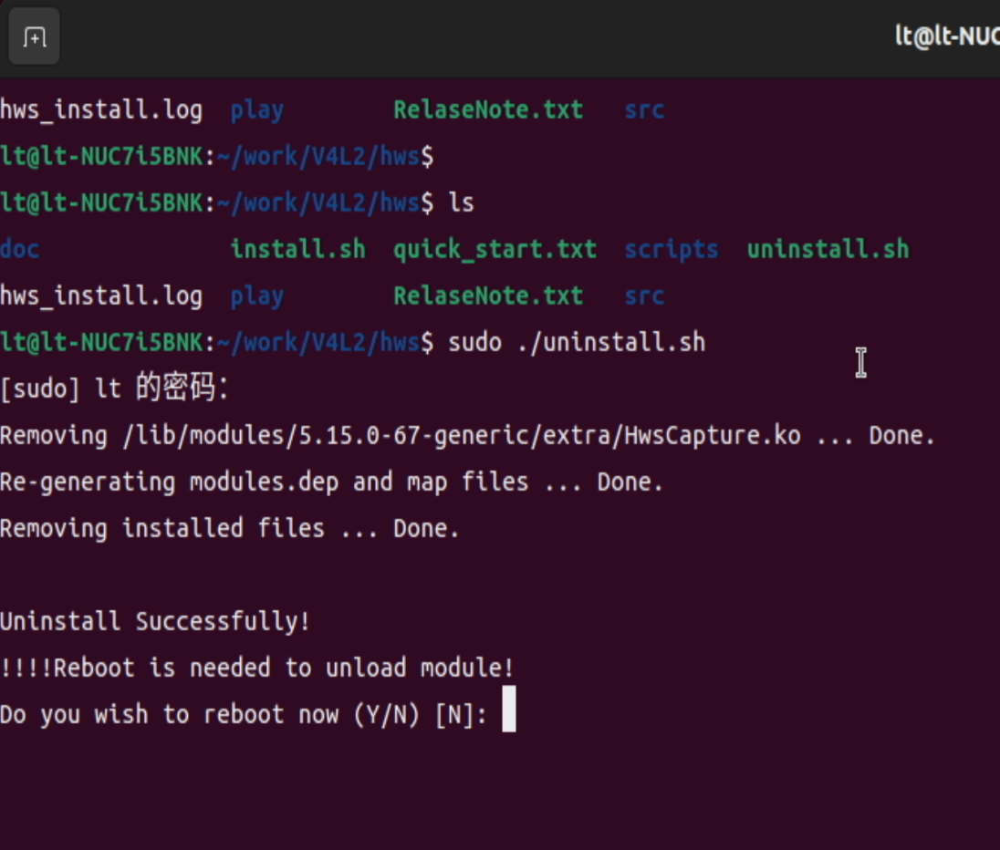 lt@lt-NUC
hws_install.log  play        RelaseNote.txt   src
lt@lt-NUC7i5BNK:~/work/V4L2/hws$
lt@lt-NUC7i5BNK:~/work/V4L2/hws$ ls
doc              install.sh  quick_start.txt  scripts  uninstall.sh
hws_install.log  play        RelaseNote.txt   src
lt@lt-NUC7i5BNK:~/work/V4L2/hws$ sudo ./uninstall.sh
[sudo] lt 的密码：
Removing /lib/modules/5.15.0-67-generic/extra/HwsCapture.ko ... Done.
Re-generating modules.dep and map files ... Done.
Removing installed files ... Done.
Uninstall Successfully!
!!!!Reboot is needed to unload module!
Do you wish to reboot now (Y/N) [N]: